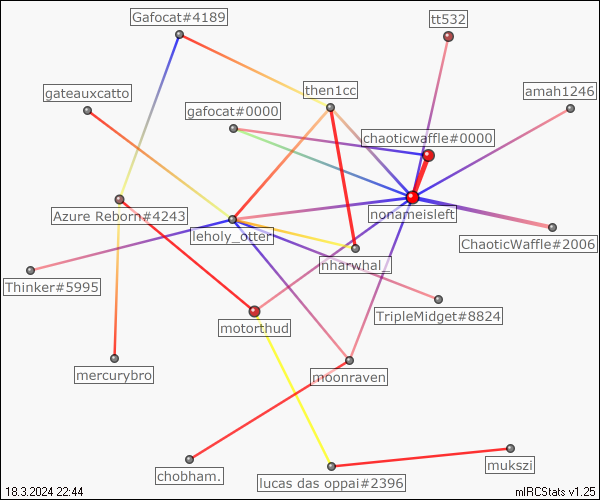 Gafocat#4189
tt532
gateauxcatto
then1cc
amah1246
gafocat#0000
chaoticwaffle#0000
Azure Reborn#4243
nonameisleft
leholy_otter
ChaoticWaffle#2006
nharwhal_
Thinker#5995
TripleMidget#8824
motorthud
mercurybro
moonraven
chobham.
lucas das oppai#2396
mukszi
18.3.2024 22:44
mIRCStats v1.25